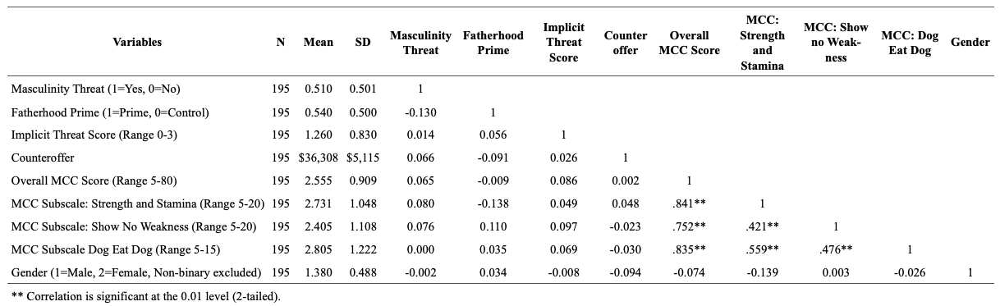 Variables N Mean SD Masculinity Threat Fatherhood Prime Implicit Threat Score Counter offer Overall MCC Score MCC: Strength and Stamina MCC: Show no Weak-ness MCC: Dog Eat Dog Gender
Masculinity Threat (1=Yes, 0=No) 195 0.510 0.501 1
Fatherhood Prime (1=Prime, 0=Control) 195 0.540 0.500 -0.130 1
Implicit Threat Score (Range 0-3) 195 1.260 0.830 0.014 0.056 1
Counteroffer 195 $36,308 $5,115 0.066 -0.091 0.026 1
Overall MCC Score (Range 5-80) 195 2.555 0.909 0.065 -0.009 0.086 0.002 1
MCC Subscale: Strength and Stamina (Range 5-20) 195 2.731 1.048 0.080 -0.138 0.049 0.048 .841** 1
MCC Subscale: Show No Weakness (Range 5-20) 195 2.405 1.108 0.076 0.110 0.097 -0.023 .752** .421** 1
MCC Subscale Dog Eat Dog (Range 5-15) 195 2.805 1.222 0.000 0.035 0.069 -0.030 .835** .559** .476** 1
Gender (1=Male, 2=Female, Non-binary excluded) 195 1.380 0.488 -0.002 0.034 -0.008 -0.094 -0.074 -0.139 0.003 -0.026 1
** Correlation is significant at the 0.01 level (2-tailed).